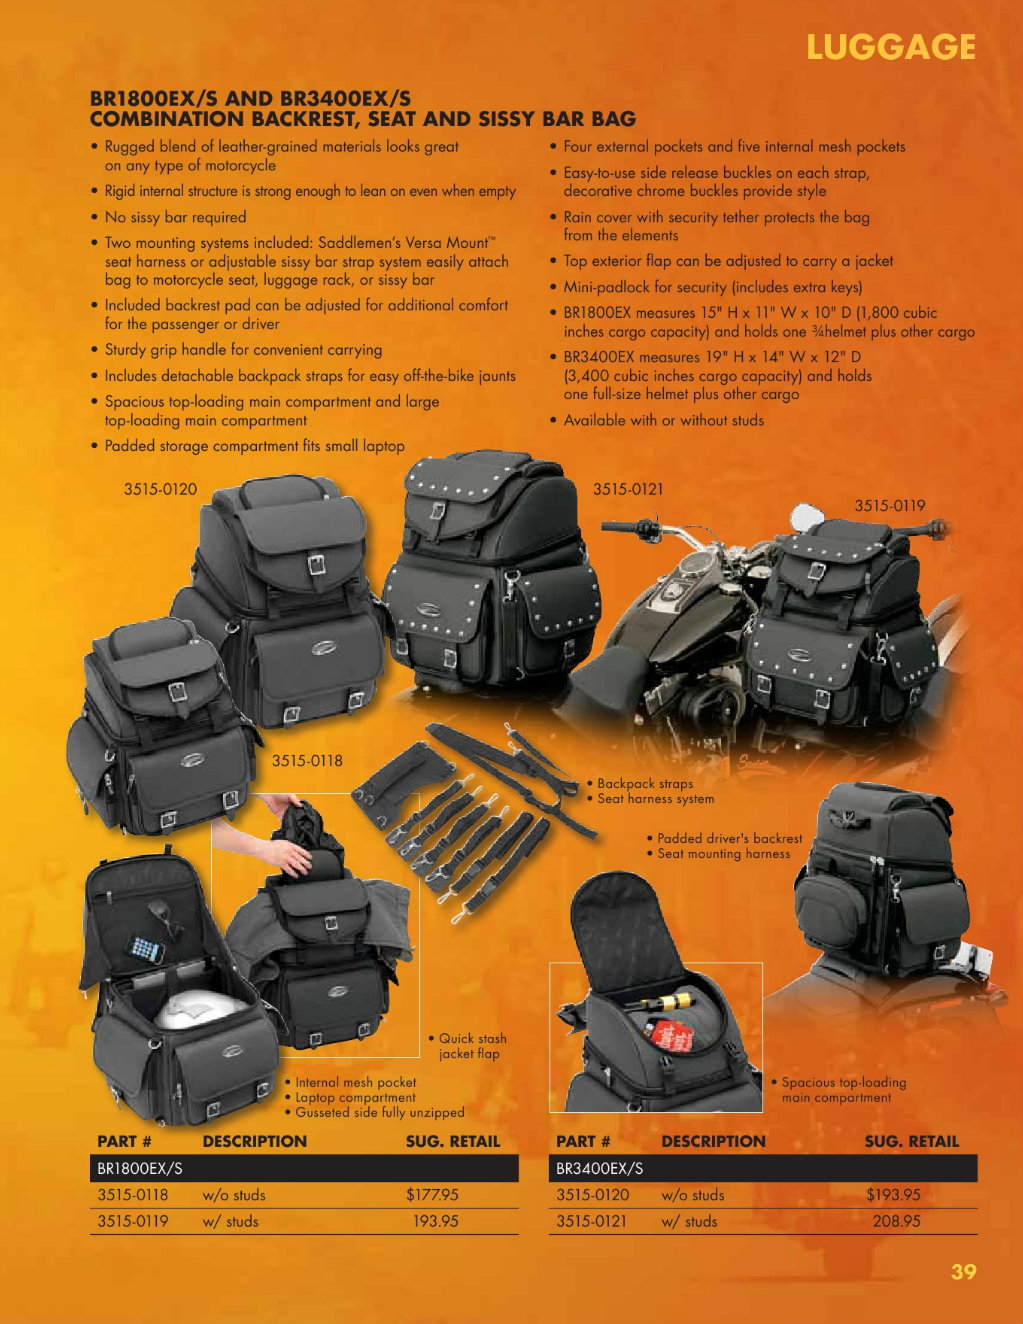 LUGGAGE
BR1800EX/S AND BR3400EX/S
COMBINATION BACKREST, SEAT AND SISSY BAR BAG
• Rugged blend of leather-grained materials looks great
on any type of motorcycle
• Rigid internal structure is strong enough to lean on even when empty
• No sissy bar required
• Two mounting systems included: Saddlemen's Versa Mount™
seat harness or adjustable sissy bar strap system easily attach
bag to motorcycle seat, luggage rack, or sissy bar
• Included backrest pad can be adjusted for additional comfort
for the passenger or driver
• Sturdy grip handle for convenient carrying
• Includes detachable backpack straps for easy off-the-bike jaunts
• Spacious top-loading main compartment and large
top-loading main compartment
• Padded storage compartment fits small laptop
• Four external pockets and five internal mesh pockets
• Easy-to-use side release buckles on each strap,
decorative chrome buckles provide style
• Rain cover with security tether protects the bag
from the elements
• Top exterior flap can be adjusted to carry a jacket
• Mini-padlock for security (includes extra keys)
• BR1800EX measures 15" H x 11" W x 10" D (1,800 cubic
inches cargo capacity) and holds one ¾helmet plus other cargo
• BR3400EX measures 19" H x 14" W x 12" D
(3,400 cubic inches cargo capacity) and holds
one full-size helmet plus other cargo
• Available with or without studs
3515-0120
3515-0121
3515-0119
3515-0118
Saddlemen
• Backpack straps
• Seat harness system
• Padded driver's backrest
• Seat mounting harness
• Quick stash
jacket flap
• Internal mesh pocket
• Laptop compartment
• Gusseted side fully unzipped
• Spacious top-loading
main compartment
PART # DESCRIPTION SUG. RETAIL
BR1800EX/S
3515-0118 w/o studs $177.95
3515-0119 w/ studs 193.95
PART # DESCRIPTION SUG. RETAIL
BR3400EX/S
3515-0120 w/o studs $193.95
3515-0121 w/ studs 208.95
39